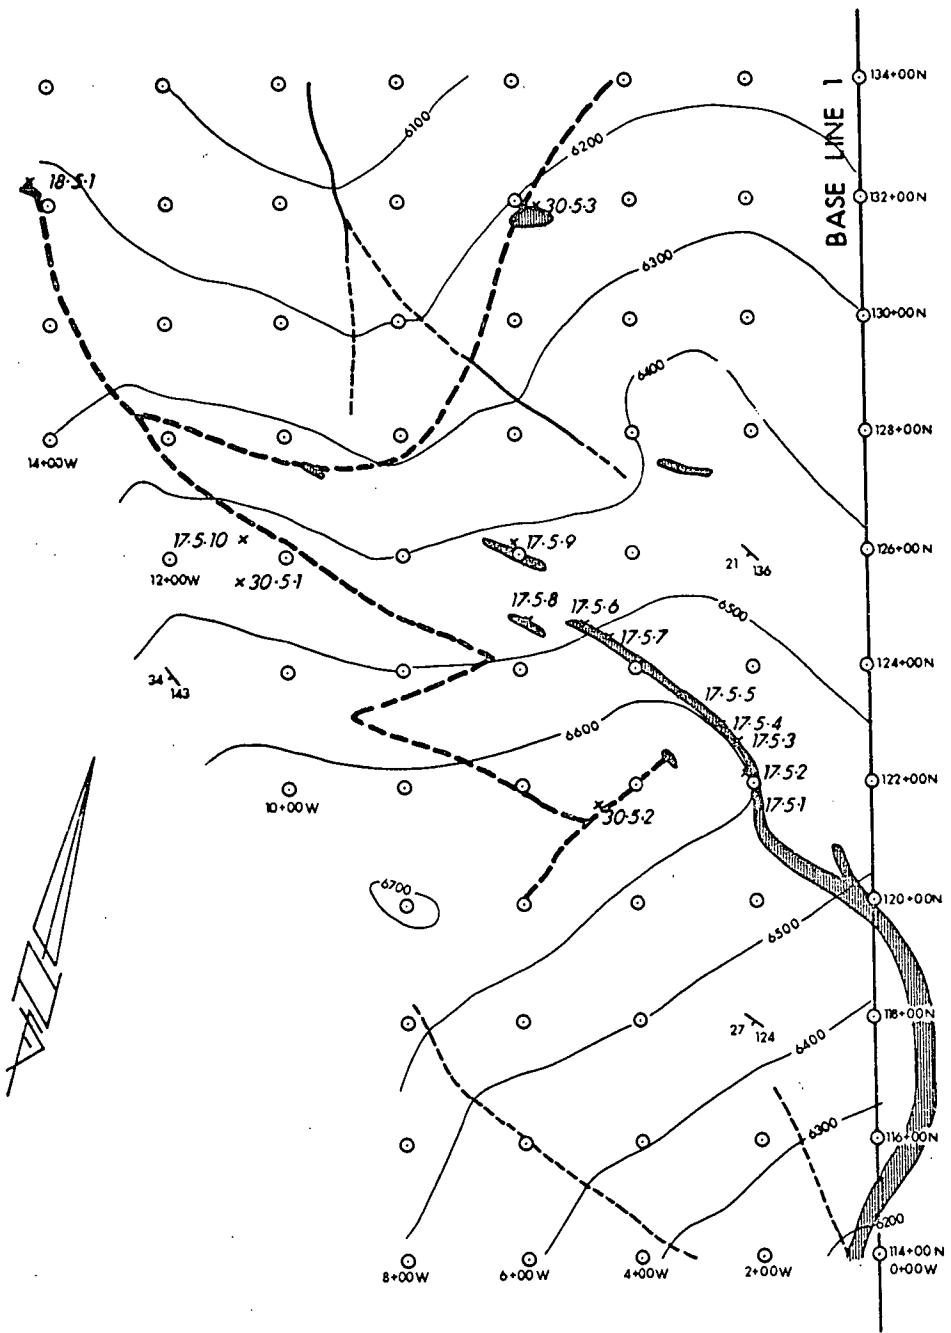 134+00N
BASE LINE 1
6100
6200
18·5·1
132+00N
30·5·3
6300
130+00N
6400
128+00N
14+00W
17·5·10
17·5·9
126+00N
21
136
12+00W
30·5·1
17·5·8
17·5·6
6500
17·5·7
124+00N
34
143
17·5·5
17·5·4
6600
17·5·3
17·5·2
122+00N
10+00W
17·5·1
30·5·2
6700
120+00N
6500
118+00N
27
124
6400
6300
116+00N
6200
114+00N
0+00W
8+00W
6+00W
4+00W
2+00W